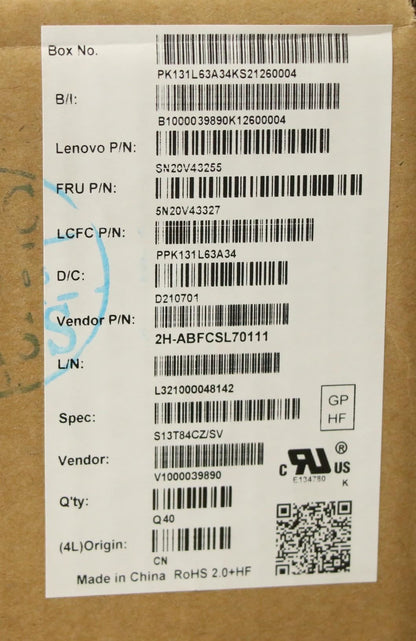 Box No.
PK131L63A34KS21260004
B/I:
B1000039890K12600004
Lenovo P/N:
SN20V43255
FRU P/N:
5N20V43327
LCFC P/N:
PPK131L63A34
D/C:
D210701
Vendor P/N:
2H-ABFCSL70111
L/N:
L321000048142
Spec:
S13T84CZ/SV
GP
HF
Vendor:
V1000039890
c RU ® US
E134780 K
Q'ty:
Q40
(4L)Origin:
CN
Made in China RoHS 2.0+HF